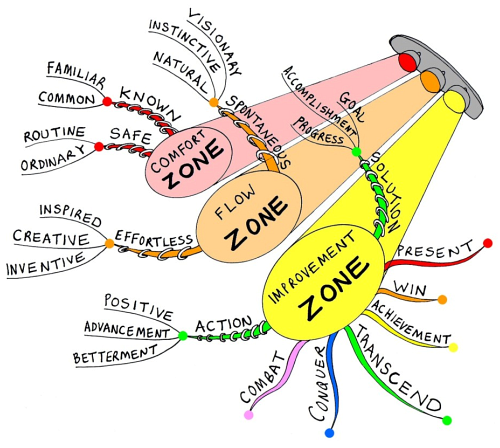 VISIONARY
INSTINCTIVE
NATURAL
SPONTANEOUS
FAMILIAR
COMMON
KNOWN
ROUTINE
ORDINARY
SAFE
COMFORT
ZONE
GOAL
ACCOMPLISHMENT
PROGRESS
SOLUTION
INSPIRED
CREATIVE
INVENTIVE
EFFORTLESS
FLOW
ZONE
POSITIVE
ADVANCEMENT
BETTERMENT
ACTION
IMPROVEMENT
ZONE
PRESENT
WIN
ACHIEVEMENT
TRANSCEND
CONQUER
COMBAT